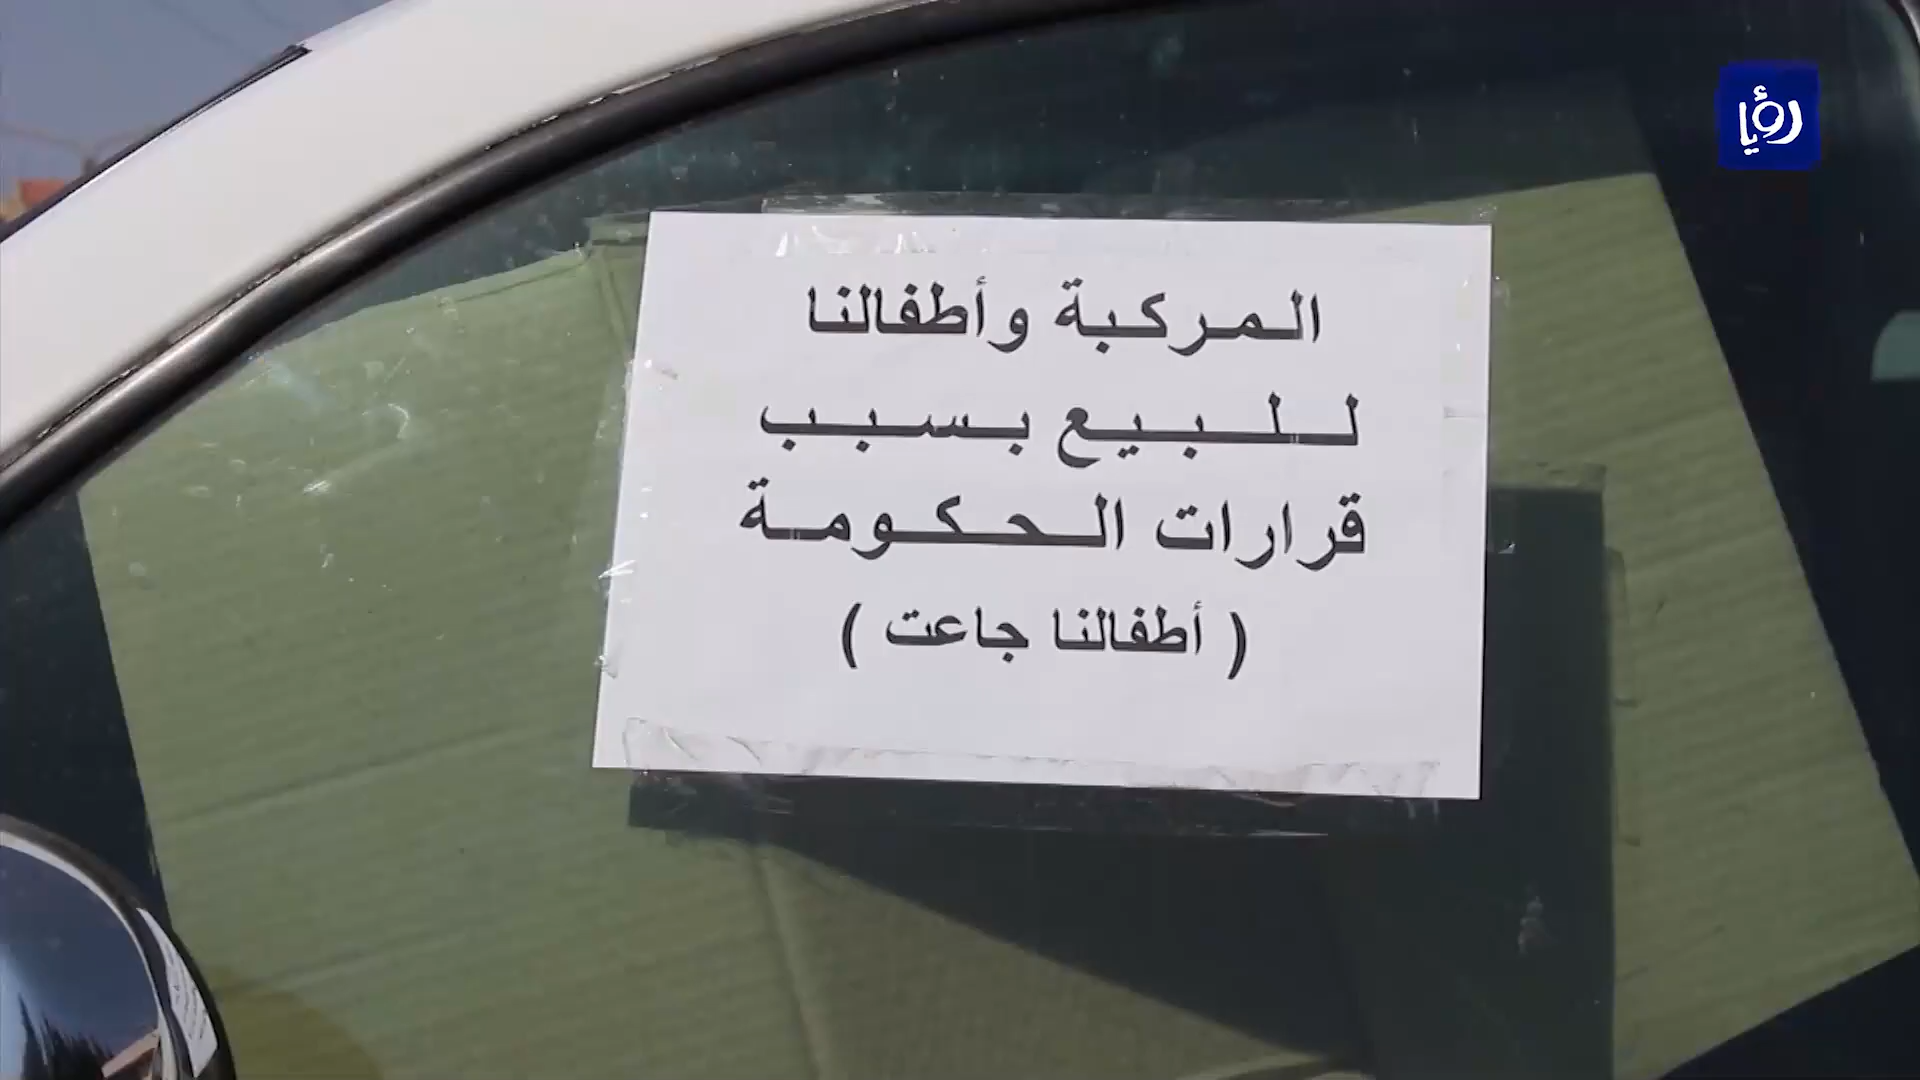 رؤيا
المركبة وأطفالنا
للبيع بسبب
قرارات الحكومة
( أطفالنا جاعت )